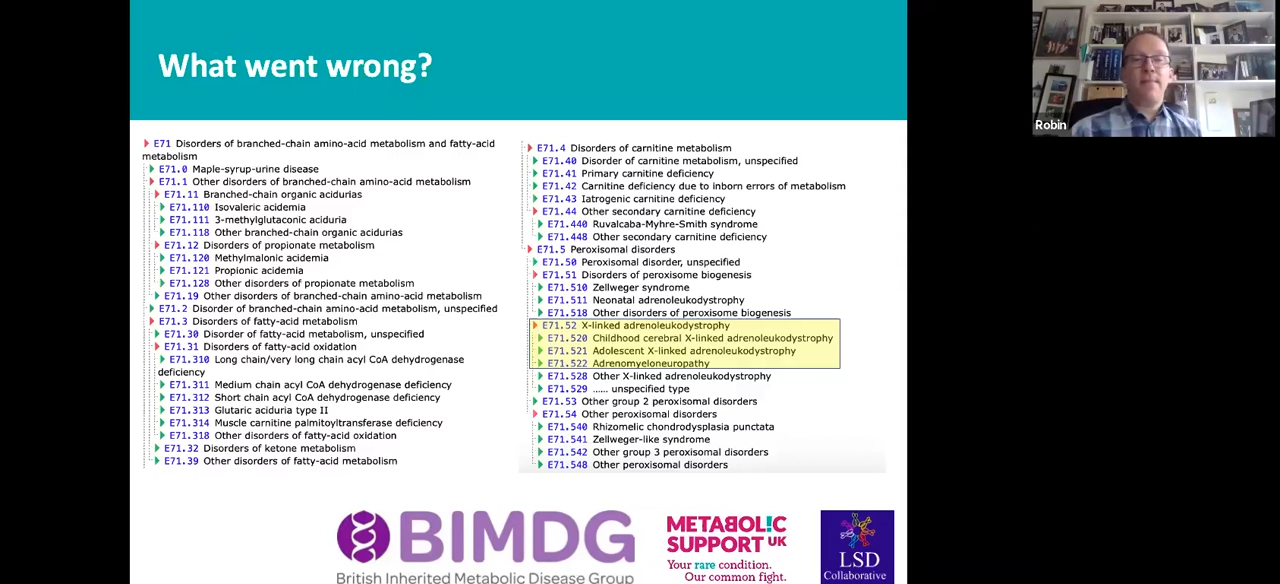 What went wrong?
E71 Disorders of branched-chain amino-acid metabolism and fatty-acid
metabolism
E71.0 Maple-syrup-urine disease
E71.1 Other disorders of branched-chain amino-acid metabolism
E71.11 Branched-chain organic acidurias
E71.110 Isovaleric acidemia
E71.111 3-methylglutaconic aciduria
E71.118 Other branched-chain organic acidurias
E71.12 Disorders of propionate metabolism
E71.120 Methylmalonic acidemia
E71.121 Propionic acidemia
E71.128 Other disorders of propionate metabolism
E71.19 Other disorders of branched-chain amino-acid metabolism
E71.2 Disorder of branched-chain amino-acid metabolism, unspecified
E71.3 Disorders of fatty-acid metabolism
E71.30 Disorder of fatty-acid metabolism, unspecified
E71.31 Disorders of fatty-acid oxidation
E71.310 Long chain/very long chain acyl CoA dehydrogenase
deficiency
E71.311 Medium chain acyl CoA dehydrogenase deficiency
E71.312 Short chain acyl CoA dehydrogenase deficiency
E71.313 Glutaric aciduria type II
E71.314 Muscle carnitine palmitoyltransferase deficiency
E71.318 Other disorders of fatty-acid oxidation
E71.32 Disorders of ketone metabolism
E71.39 Other disorders of fatty-acid metabolism
E71.4 Disorders of carnitine metabolism
E71.40 Disorder of carnitine metabolism, unspecified
E71.41 Primary carnitine deficiency
E71.42 Carnitine deficiency due to inborn errors of metabolism
E71.43 Iatrogenic carnitine deficiency
E71.44 Other secondary carnitine deficiency
E71.440 Ruvalcaba-Myhre-Smith syndrome
E71.448 Other secondary carnitine deficiency
E71.5 Peroxisomal disorders
E71.50 Peroxisomal disorder, unspecified
E71.51 Disorders of peroxisome biogenesis
E71.510 Zellweger syndrome
E71.511 Neonatal adrenoleukodystrophy
E71.518 Other disorders of peroxisome biogenesis
E71.52 X-linked adrenoleukodystrophy
E71.520 Childhood cerebral X-linked adrenoleukodystrophy
E71.521 Adolescent X-linked adrenoleukodystrophy
E71.522 Adrenomyeloneuropathy
E71.528 Other X-linked adrenoleukodystrophy
E71.529 ...... unspecified type
E71.53 Other group 2 peroxisomal disorders
E71.54 Other peroxisomal disorders
E71.540 Rhizomelic chondrodysplasia punctata
E71.541 Zellweger-like syndrome
E71.542 Other group 3 peroxisomal disorders
E71.548 Other peroxisomal disorders
BIMDG
British Inherited Metabolic Disease Group
METABOL!C
SUPPORT UK
Your rare condition.
Our common fight.
LSD
Collaborative
Robin